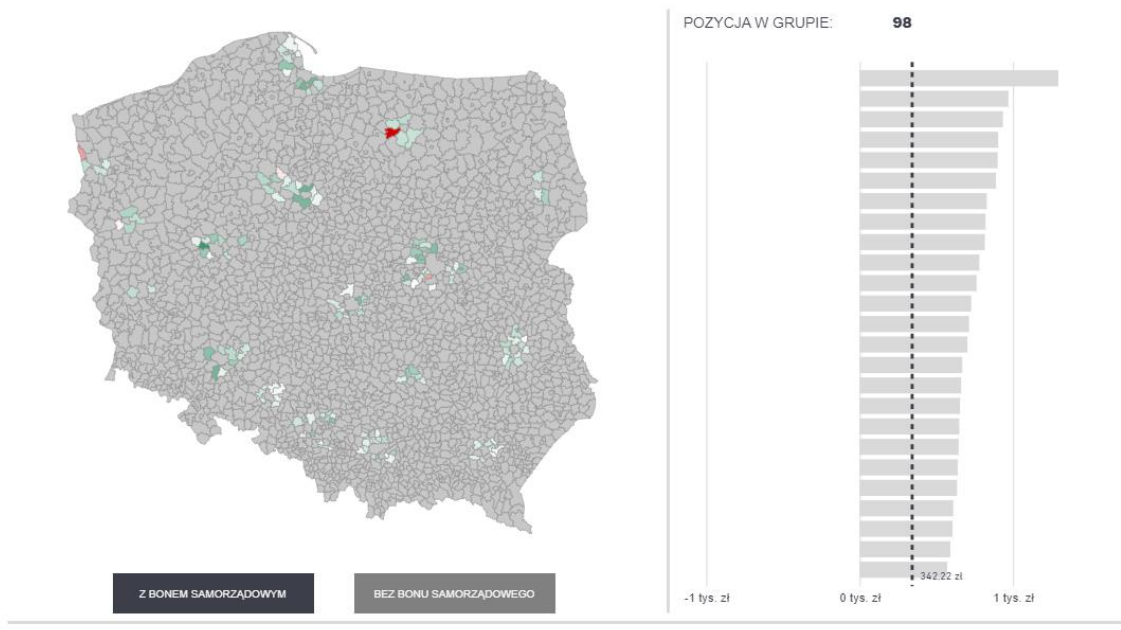 POZYCJA W GRUPIE: 98
342.22 zł
-1 tys. zł 0 tys. zł 1 tys. zł
Z BONEM SAMORZĄDOWYM BEZ BONU SAMORZĄDOWEGO